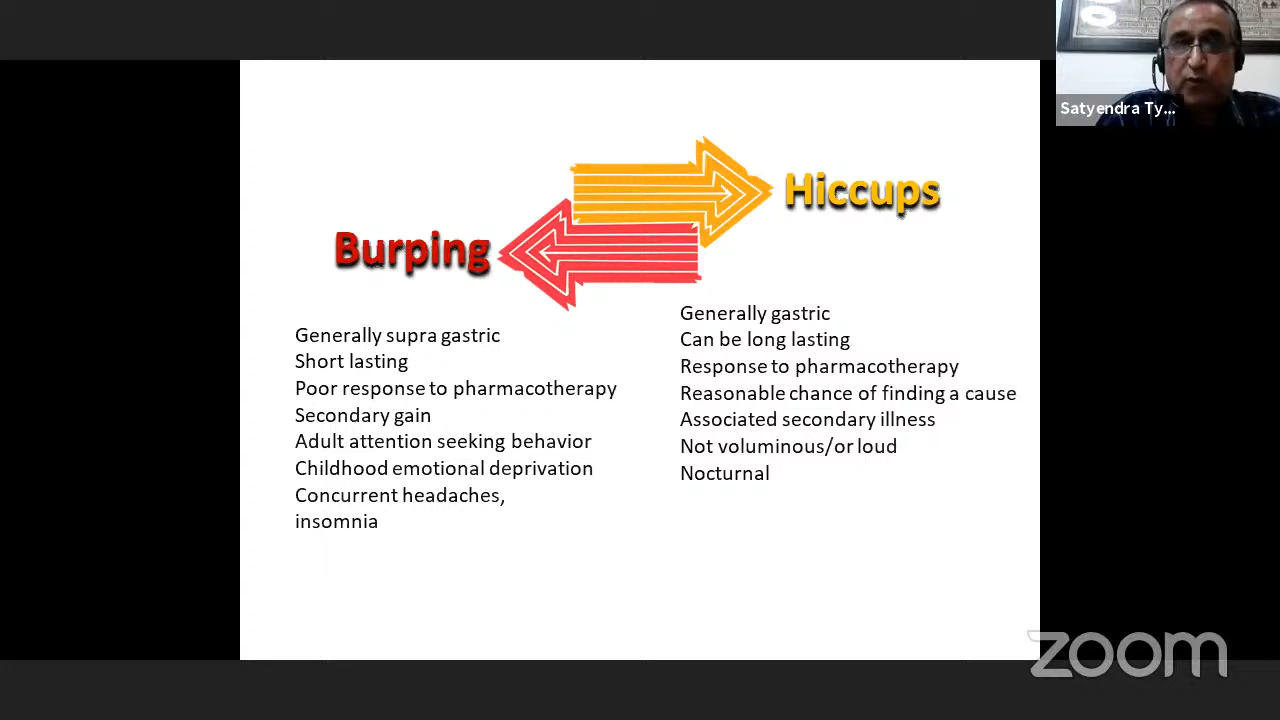 Satyendra Ty...
Hiccups
Burping
Generally supra gastric
Short lasting
Poor response to pharmacotherapy
Secondary gain
Adult attention seeking behavior
Childhood emotional deprivation
Concurrent headaches,
insomnia
Generally gastric
Can be long lasting
Response to pharmacotherapy
Reasonable chance of finding a cause
Associated secondary illness
Not voluminous/or loud
Nocturnal
zoom